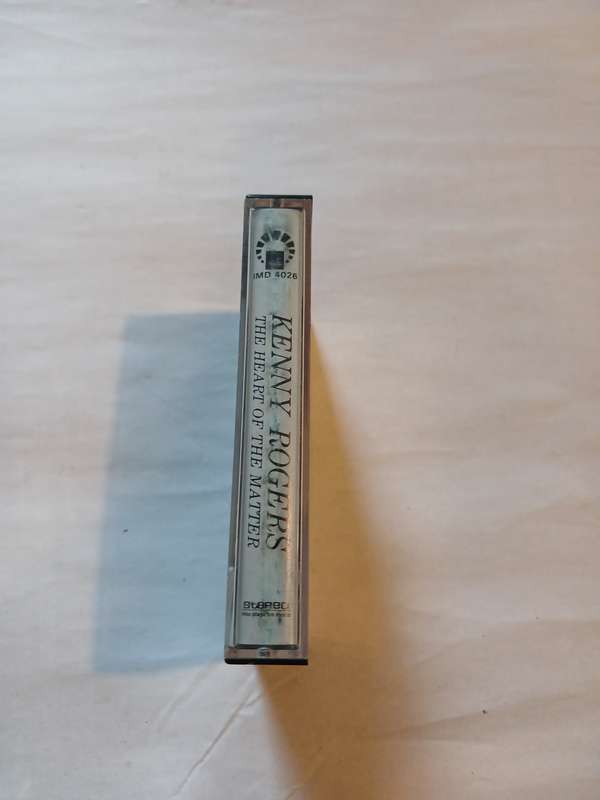 IMD 4026
KENNY ROGERS
THE HEART OF THE MATTER
stereo